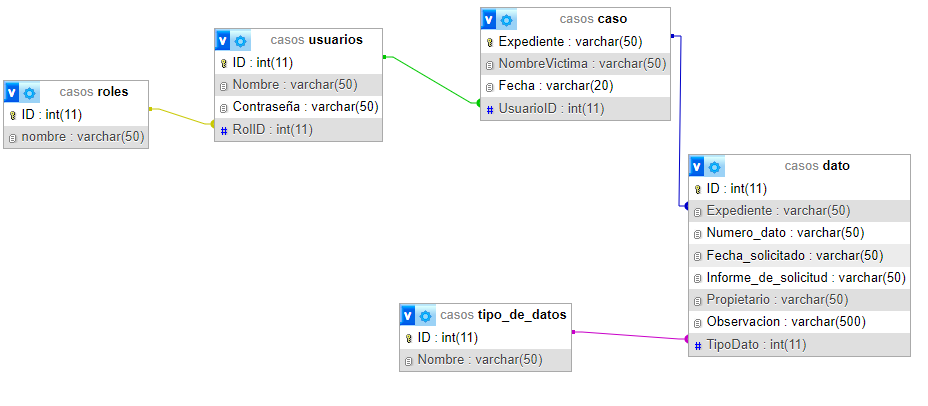 v casos roles
ID : int(11)
nombre : varchar(50)
v casos usuarios
ID : int(11)
Nombre : varchar(50)
Contraseña : varchar(50)
# RolID : int(11)
v casos caso
Expediente : varchar(50)
NombreVictima : varchar(50)
Fecha : varchar(20)
# UsuarioID : int(11)
v casos dato
ID : int(11)
Expediente : varchar(50)
Numero_dato : varchar(50)
Fecha_solicitado : varchar(50)
Informe_de_solicitud : varchar(50)
Propietario : varchar(50)
Observacion : varchar(500)
# TipoDato : int(11)
v casos tipo_de_datos
ID : int(11)
Nombre : varchar(50)